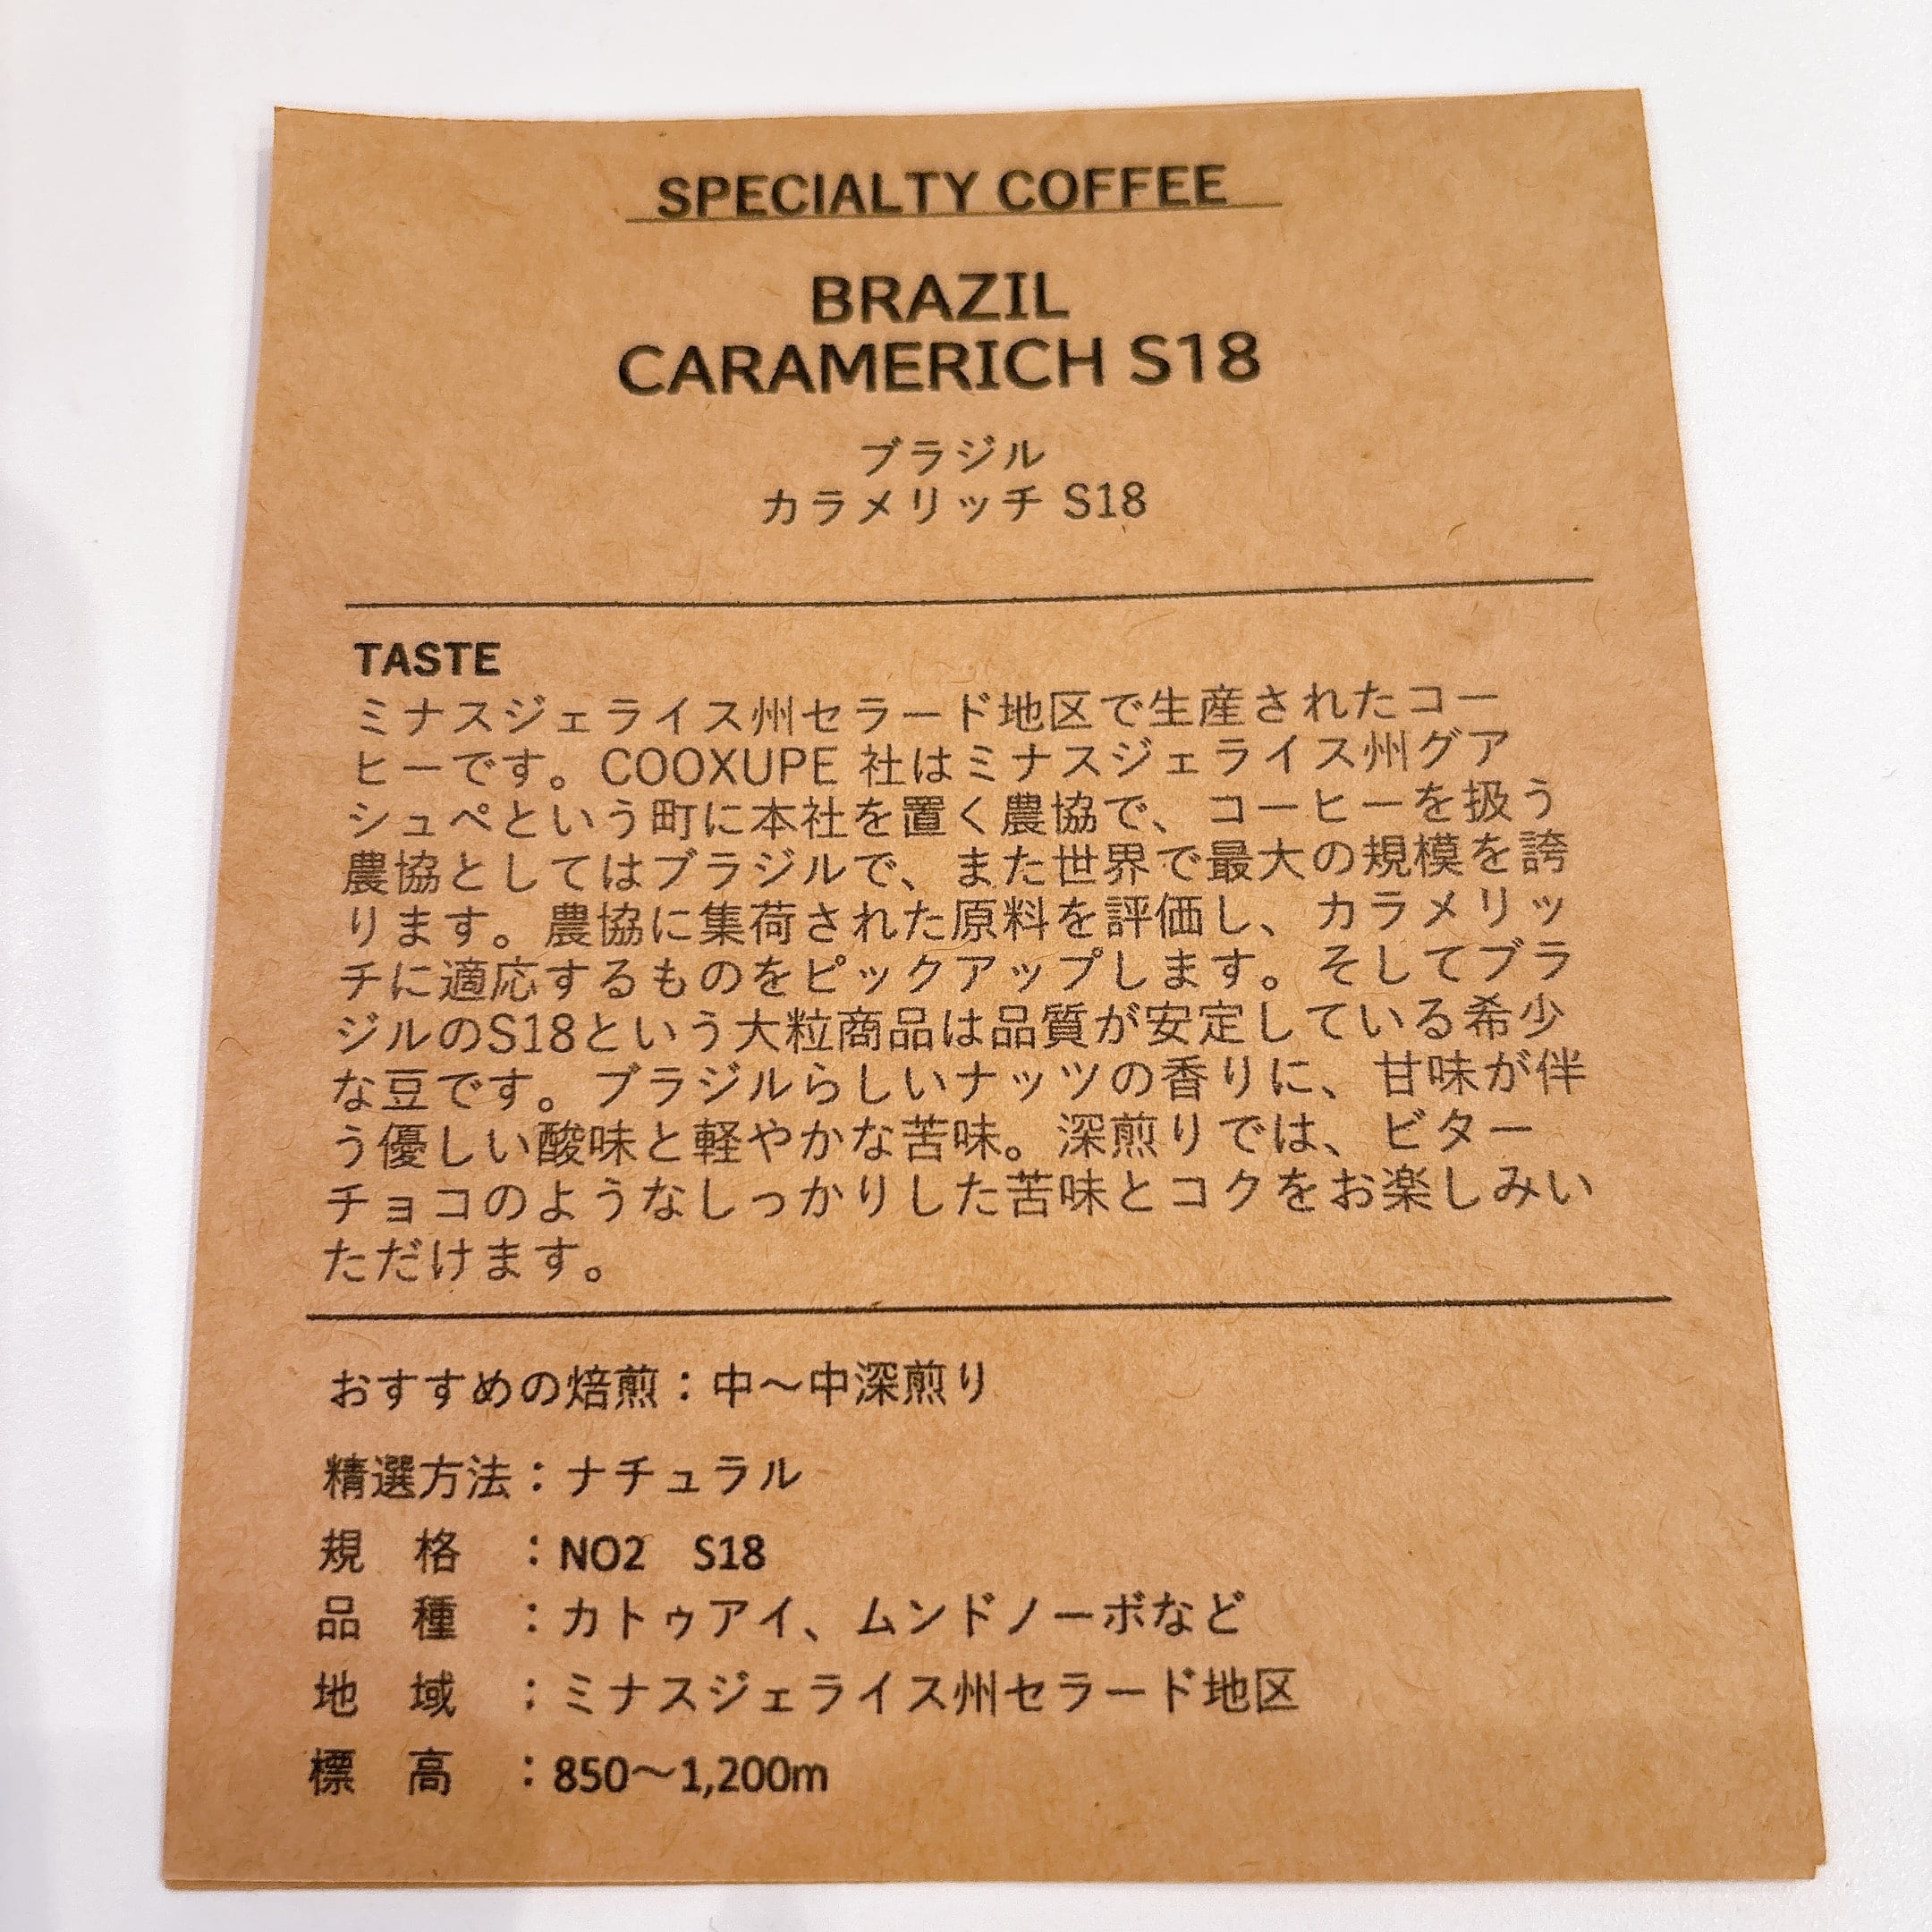 SPECIALTY COFFEE
BRAZIL
CARAMERICH S18
ブラジル
カラメリッチ S18
TASTE
ミナスジェライス州セラード地区で生産されたコー
ヒーです。COOXUPE 社はミナスジェライス州グア
シュペという町に本社を置く農協で、コーヒーを扱う
農協としてはブラジルで、また世界で最大の規模を誇
ります。農協に集荷された原料を評価し、カラメリッ
チに適応するものをピックアップします。そしてブラ
ジルのS18という大粒商品は品質が安定している希少
な豆です。ブラジルらしいナッツの香りに、甘味が伴
う優しい酸味と軽やかな苦味。深煎りでは、ビター
チョコのようなしっかりした苦味とコクをお楽しみい
ただけます。
おすすめの焙煎：中～中深煎り
精選方法：ナチュラル
規　格　：NO2　S18
品　種　：カトゥアイ、ムンドノーボなど
地　域　：ミナスジェライス州セラード地区
標　高　：850～1,200m